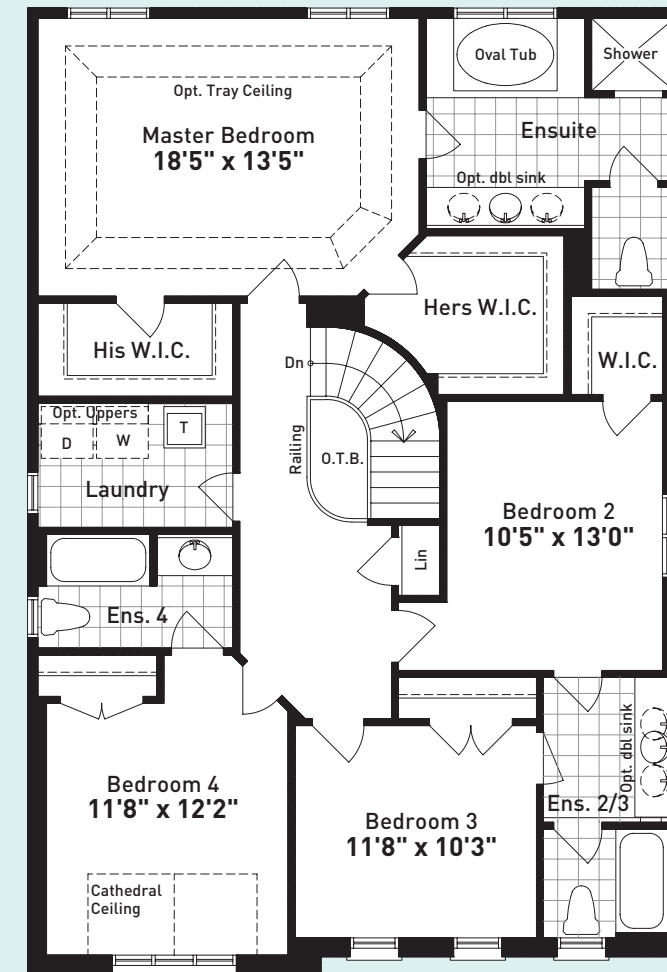 Oval Tub
Shower
Opt. Tray Ceiling
Master Bedroom
18'5" x 13'5"
Ensuite
Opt. dbl sink
Hers W.I.C.
His W.I.C.
W.I.C.
Dn
Opt. Uppers
D
W
T
Laundry
Railing
O.T.B.
Bedroom 2
10'5" x 13'0"
Lin
Ens. 4
Opt. dbl sink
Ens. 2/3
Bedroom 4
11'8" x 12'2"
Bedroom 3
11'8" x 10'3"
Cathedral
Ceiling